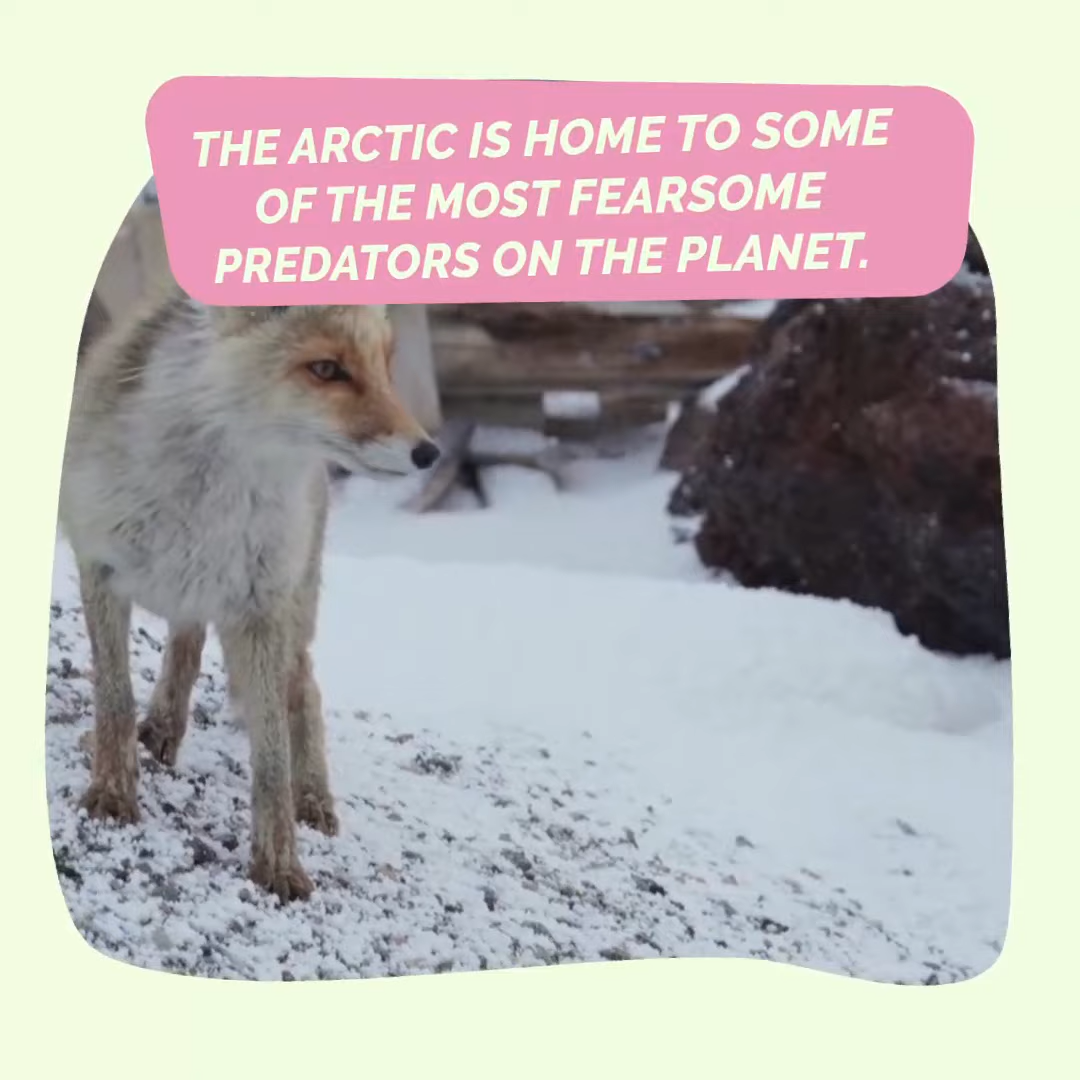 THE ARCTIC IS HOME TO SOME
OF THE MOST FEARSOME
PREDATORS ON THE PLANET.